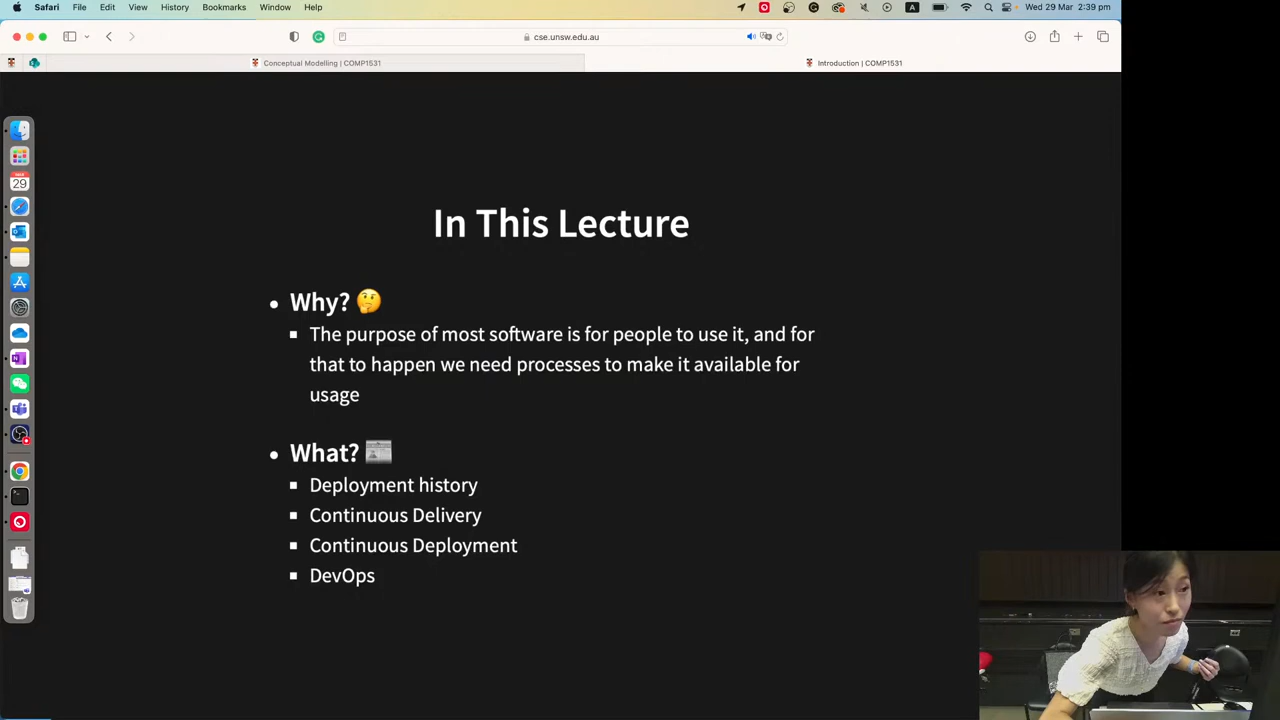 Safari File Edit View History Bookmarks Window Help
A
Wed 29 Mar 2:39 pm
cse.unsw.edu.au
Conceptual Modelling | COMP1531
Introduction | COMP1531
29
In This Lecture
Why?
The purpose of most software is for people to use it, and for
that to happen we need processes to make it available for
usage
What?
Deployment history
Continuous Delivery
Continuous Deployment
DevOps